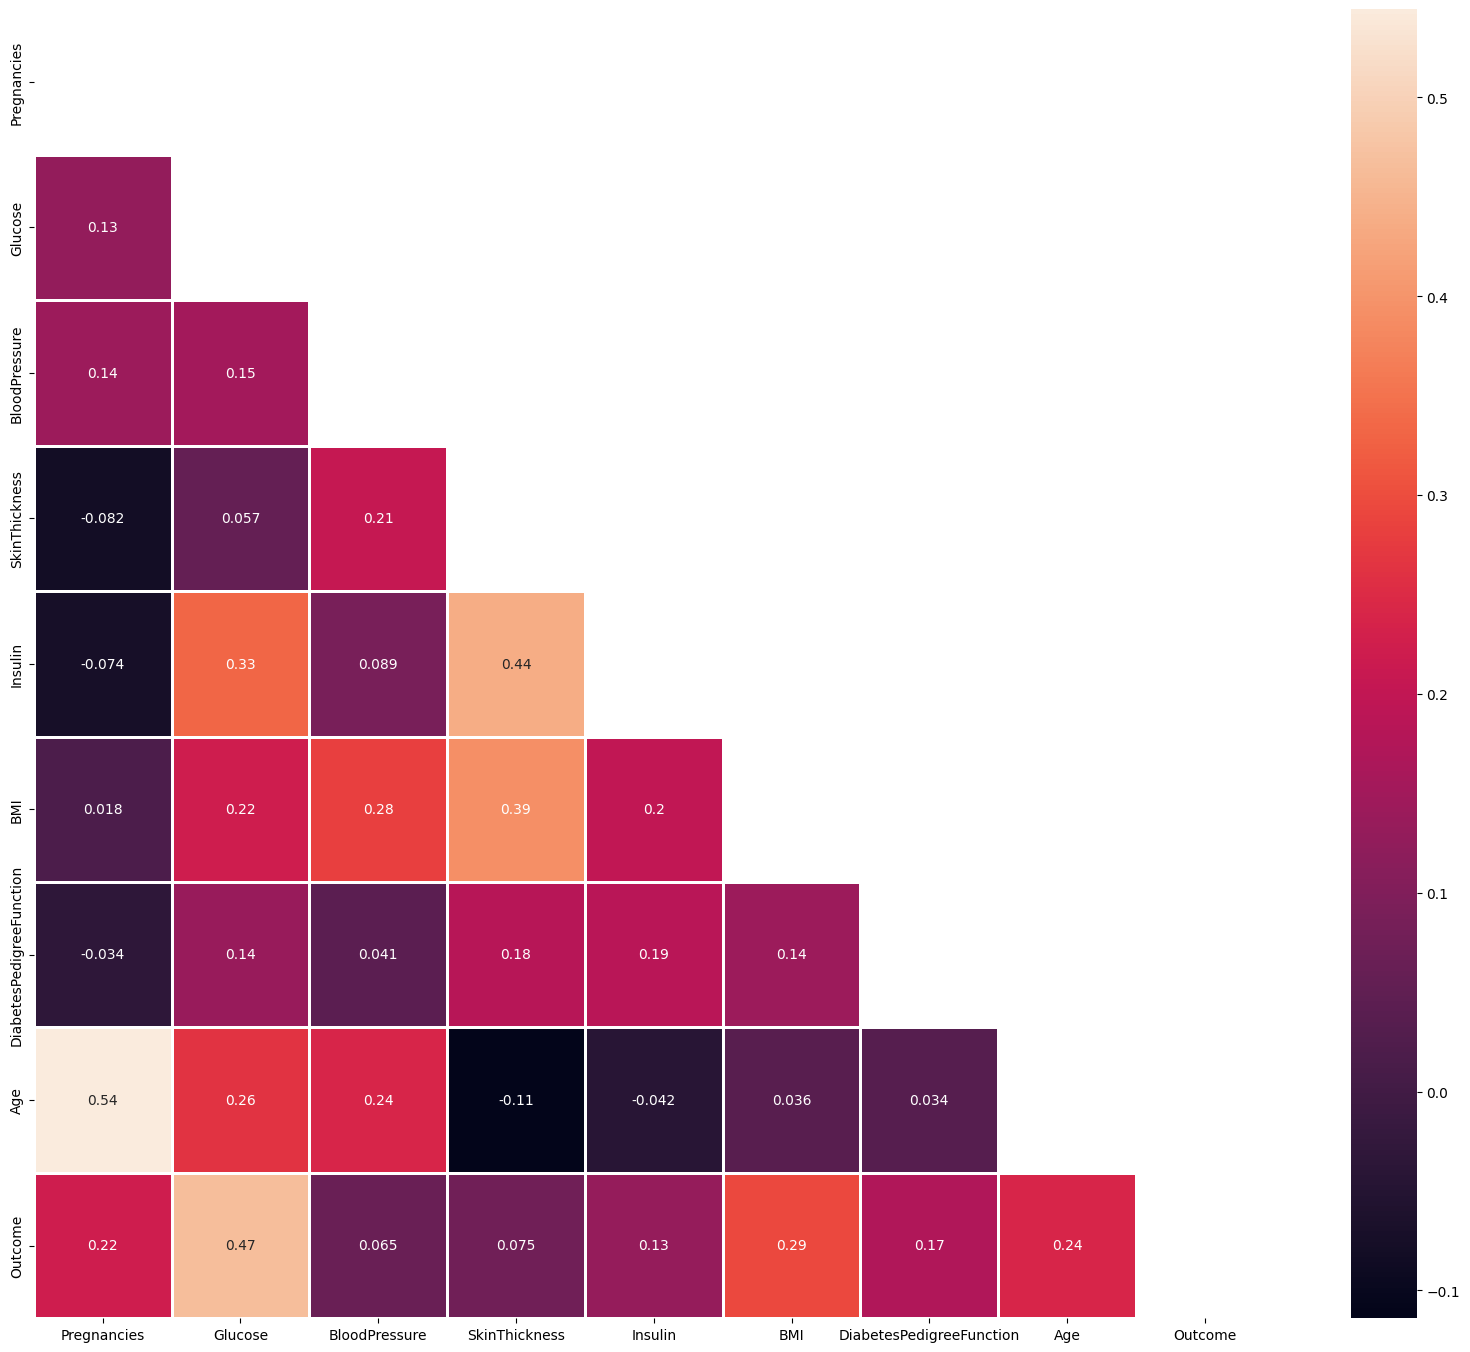 Pregnancies
Glucose 0.13
BloodPressure 0.14 0.15
SkinThickness -0.082 0.057 0.21
Insulin -0.074 0.33 0.089 0.44
BMI 0.018 0.22 0.28 0.39 0.2
DiabetesPedigreeFunction -0.034 0.14 0.041 0.18 0.19 0.14
Age 0.54 0.26 0.24 -0.11 -0.042 0.036 0.034
Outcome 0.22 0.47 0.065 0.075 0.13 0.29 0.17 0.24
Pregnancies Glucose BloodPressure SkinThickness Insulin BMI DiabetesPedigreeFunction Age Outcome
0.5
0.4
0.3
0.2
0.1
0.0
−0.1